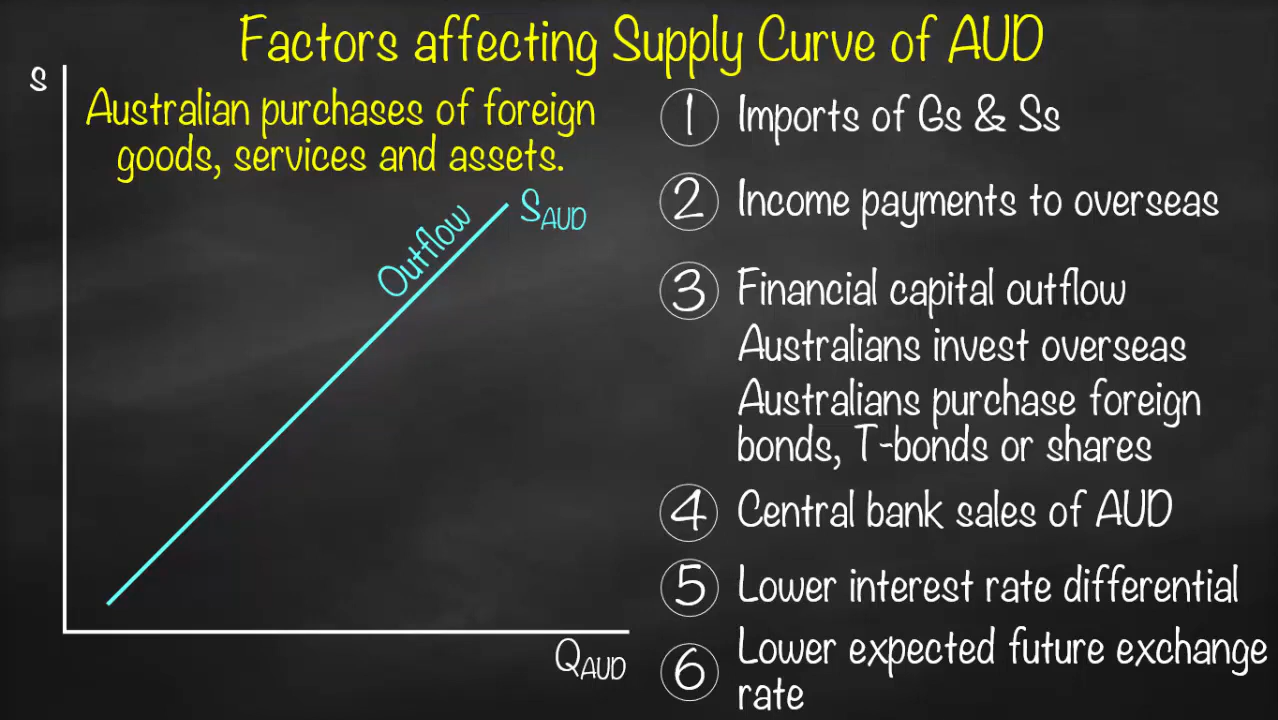 Factors affecting Supply Curve of AUD
S
Australian purchases of foreign
goods, services and assets.
Outflow
S_AUD
Q_AUD
1 Imports of Gs & Ss
2 Income payments to overseas
3 Financial capital outflow
Australians invest overseas
Australians purchase foreign
bonds, T-bonds or shares
4 Central bank sales of AUD
5 Lower interest rate differential
6 Lower expected future exchange
rate